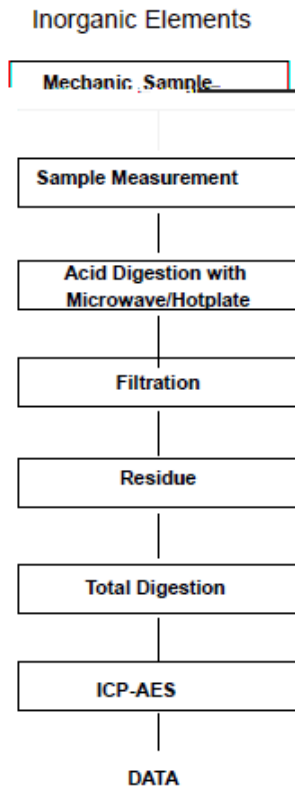 Inorganic Elements
Mechanic Sample
Sample Measurement
Acid Digestion with
Microwave/Hotplate
Filtration
Residue
Total Digestion
ICP-AES
DATA